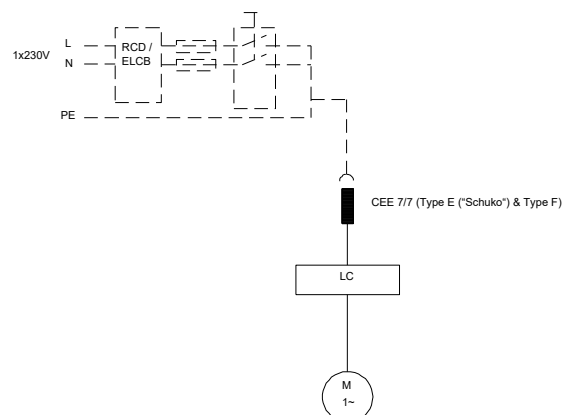 1x230V
L
N
RCD /
ELCB
PE
CEE 7/7 (Type E ("Schuko“) & Type F)
LC
M
1~